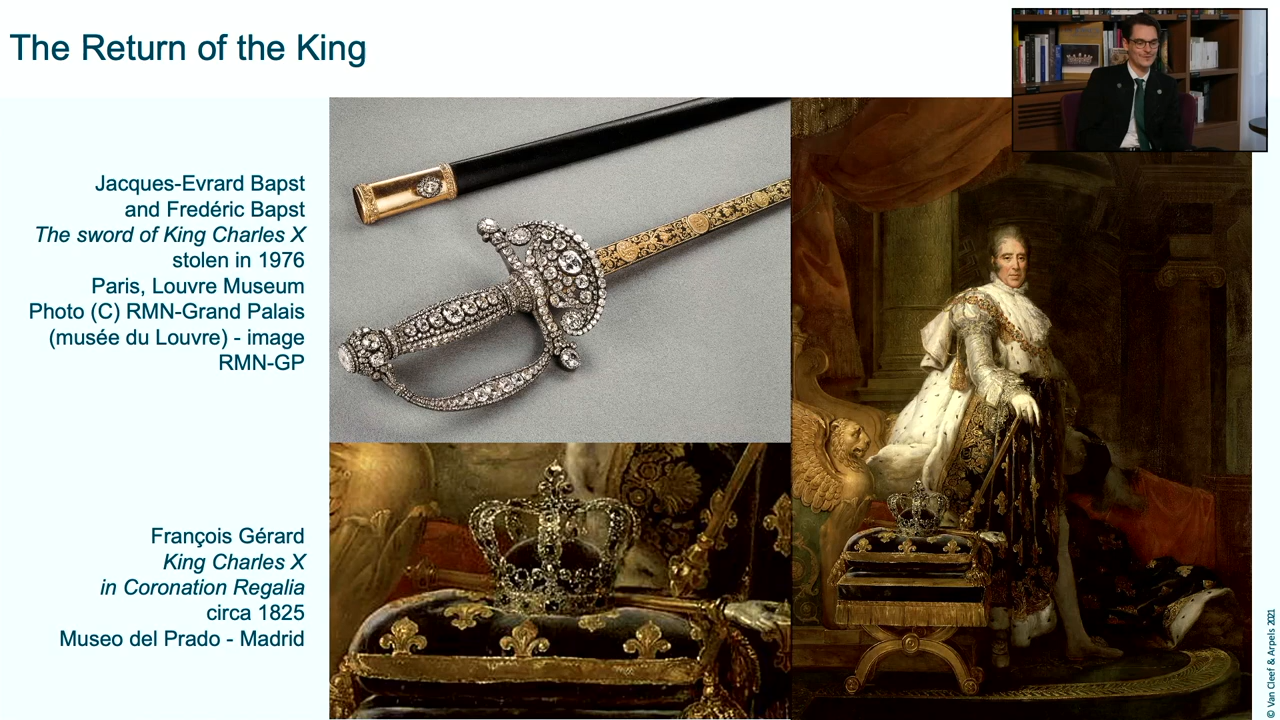 The Return of the King
Jacques-Evrard Bapst
and Fredéric Bapst
The sword of King Charles X
stolen in 1976
Paris, Louvre Museum
Photo (C) RMN-Grand Palais
(musée du Louvre) - image
RMN-GP
François Gérard
King Charles X
in Coronation Regalia
circa 1825
Museo del Prado - Madrid
© Van Cleef & Arpels 2021